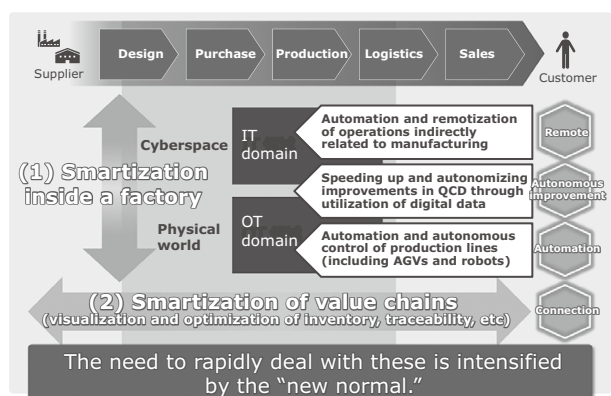 Design
Purchase
Production
Logistics
Sales
Supplier
Customer
(1) Smartization
inside a factory
Cyberspace
IT
domain
Automation and remotization
of operations indirectly
related to manufacturing
Remote
Speeding up and autonomizing
improvements in QCD through
utilization of digital data
Autonomous
improvement
Physical
world
OT
domain
Automation and autonomous
control of production lines
(including AGVs and robots)
Automation
(2) Smartization of value chains
(visualization and optimization of inventory, traceability, etc)
Connection
The need to rapidly deal with these is intensified
by the “new normal.”